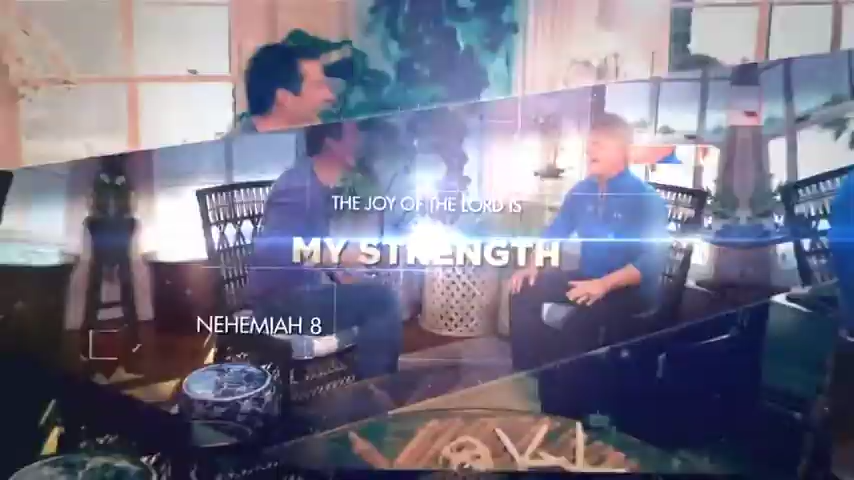 THE JOY OF THE LORD IS
MY STRENGTH
NEHEMIAH 8